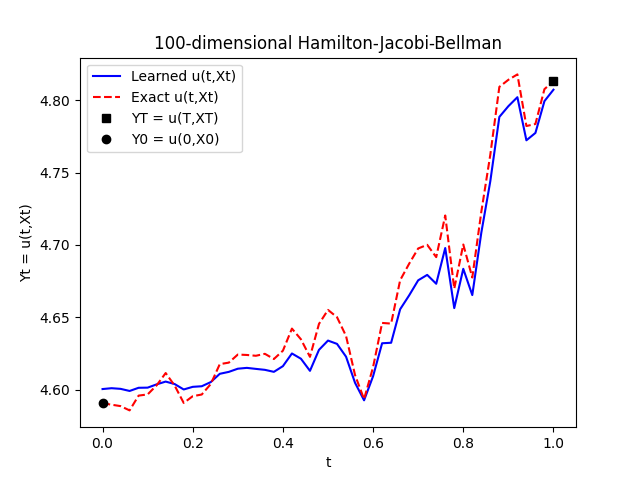 100-dimensional Hamilton-Jacobi-Bellman
Learned u(t,Xt)
Exact u(t,Xt)
YT = u(T,XT)
Y0 = u(0,X0)
Yt = u(t,Xt)
4.80
4.75
4.70
4.65
4.60
0.0 0.2 0.4 0.6 0.8 1.0
t